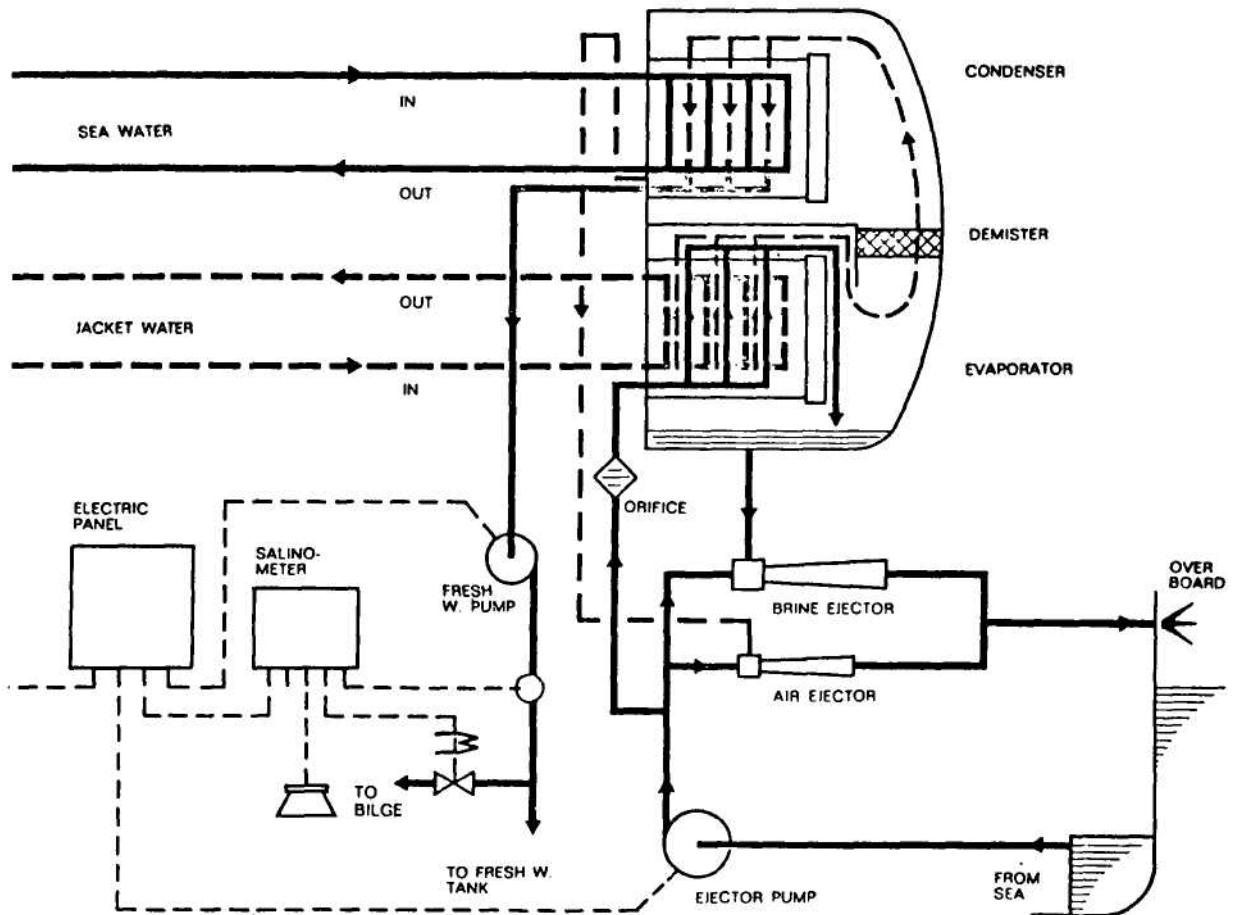 CONDENSER
IN
SEA WATER
OUT
DEMISTER
OUT
JACKET WATER
IN
EVAPORATOR
ELECTRIC
PANEL
SALINO-
METER
ORIFICE
FRESH
W. PUMP
BRINE EJECTOR
OVER
BOARD
AIR EJECTOR
TO
BILGE
TO FRESH W.
TANK
EJECTOR PUMP
FROM
SEA